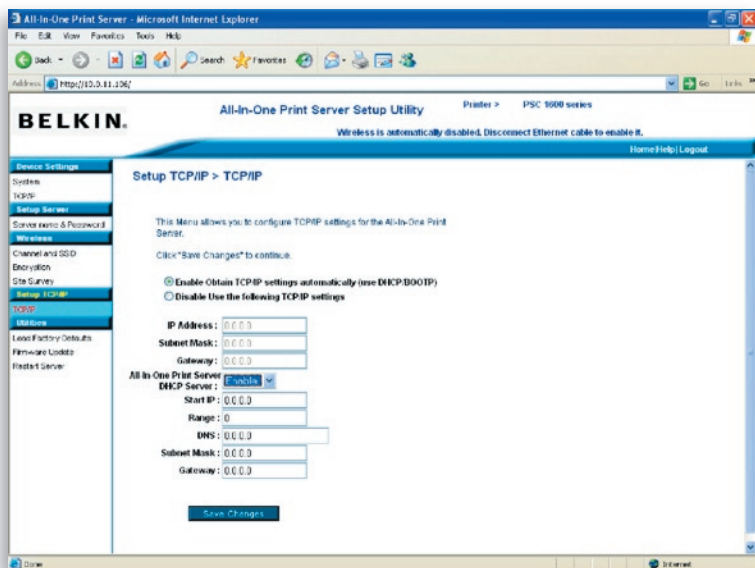 All-In-One Print Server - Microsoft Internet Explorer
File Edit View Favorites Tools Help
Back Search Favorites
Address http://10.0.11.106/ Go Links »
BELKIN.
All-In-One Print Server Setup Utility
Printer > PSC 1600 series
Wireless is automatically disabled. Disconnect Ethernet cable to enable it.
Home|Help|Logout
Device Settings
System
TCP/IP
Setup Server
Server name & Password
Wireless
Channel and SSID
Encryption
Site Survey
Setup TCP/IP
TCP/IP
Utilities
Load Factory Defaults
Firmware Update
Restart Server
Setup TCP/IP > TCP/IP
This Menu allows you to configure TCP/IP settings for the All-In-One Print
Server.
Click "Save Changes" to continue.
Enable Obtain TCP/IP settings automatically (use DHCP/BOOTP)
Disable Use the following TCP/IP settings
IP Address : 0.0.0.0
Subnet Mask : 0.0.0.0
Gateway : 0.0.0.0
All-In-One Print Server
DHCP Server : Enable
Start IP : 0.0.0.0
Range : 0
DNS : 0.0.0.0
Subnet Mask : 0.0.0.0
Gateway : 0.0.0.0
Save Changes
Done
Internet